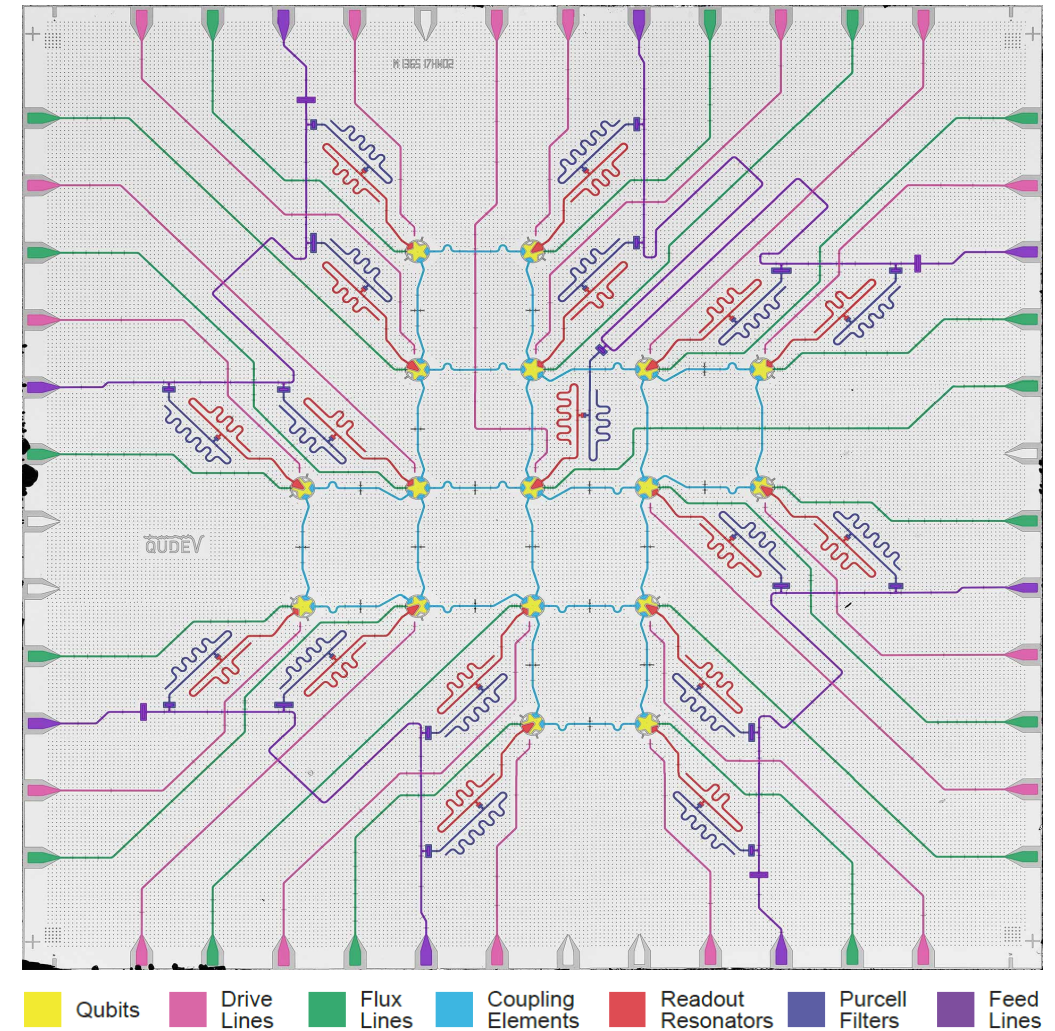 QUDEV
Qubits
Drive
Lines
Flux
Lines
Coupling
Elements
Readout
Resonators
Purcell
Filters
Feed
Lines